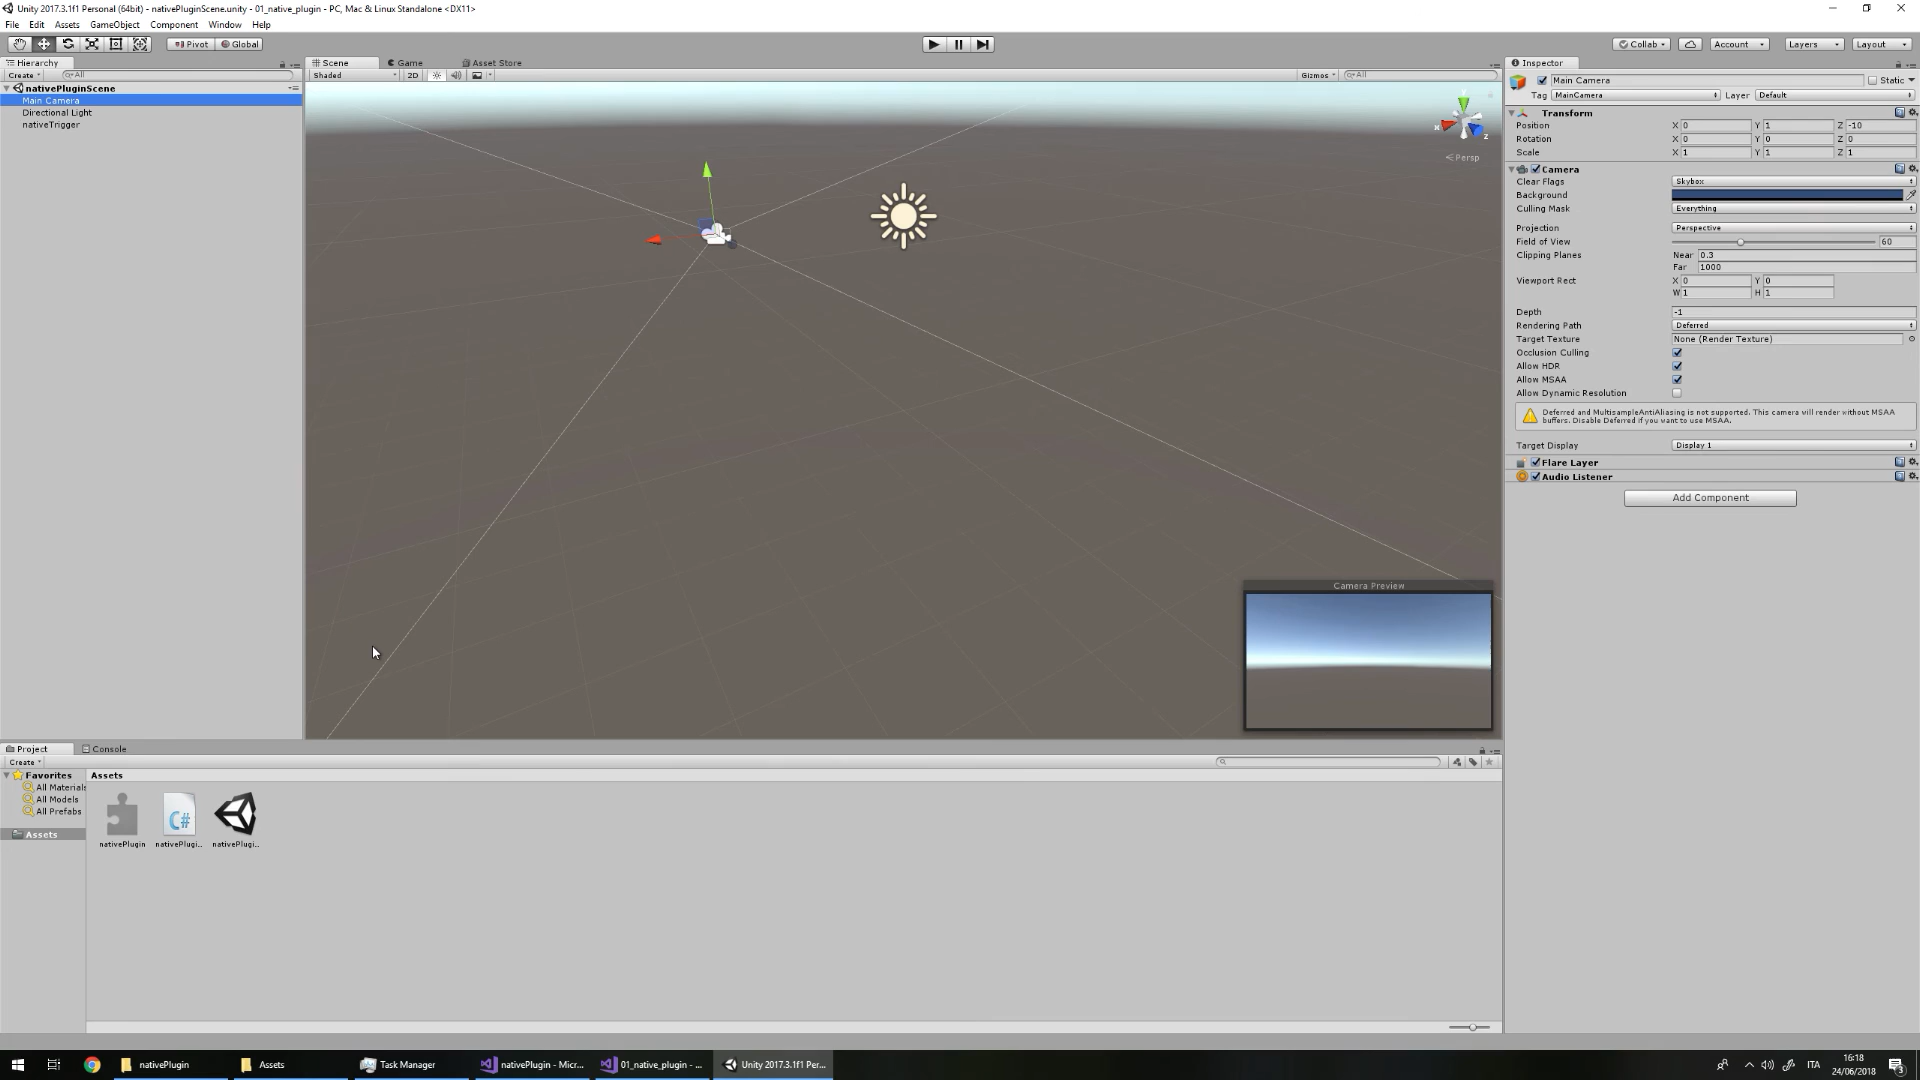 Unity 2017.3.1f1 Personal (64bit) - nativePluginScene.unity - 01_native_plugin - PC, Mac & Linux Standalone <DX11>
File Edit Assets GameObject Component Window Help
Pivot Global Collab Account Layers Layout
Hierarchy
Create All
nativePluginScene
Main Camera
Directional Light
nativeTrigger
Scene Game Asset Store
Shaded 2D Gizmos All
Y
X
Z
Persp
Camera Preview
Inspector
Main Camera Static
Tag MainCamera Layer Default
Transform
Position X 0 Y 1 Z -10
Rotation X 0 Y 0 Z 0
Scale X 1 Y 1 Z 1
Camera
Clear Flags Skybox
Background
Culling Mask Everything
Projection Perspective
Field of View 60
Clipping Planes Near 0.3
Far 1000
Viewport Rect X 0 Y 0
W 1 H 1
Depth -1
Rendering Path Deferred
Target Texture None (Render Texture)
Occlusion Culling
Allow HDR
Allow MSAA
Allow Dynamic Resolution
Deferred and MultisampleAntiAliasing is not supported. This camera will render without MSAA
buffers. Disable Deferred if you want to use MSAA.
Target Display Display 1
Flare Layer
Audio Listener
Add Component
Project Console
Create
Favorites
All Materials
All Models
All Prefabs
Assets
Assets
C#
nativePlugin nativePlugi.. nativePlugi..
nativePlugin Assets Task Manager nativePlugin - Micr... 01_native_plugin - ... Unity 2017.3.1f1 Per...
ITA
16:18
24/06/2018
3